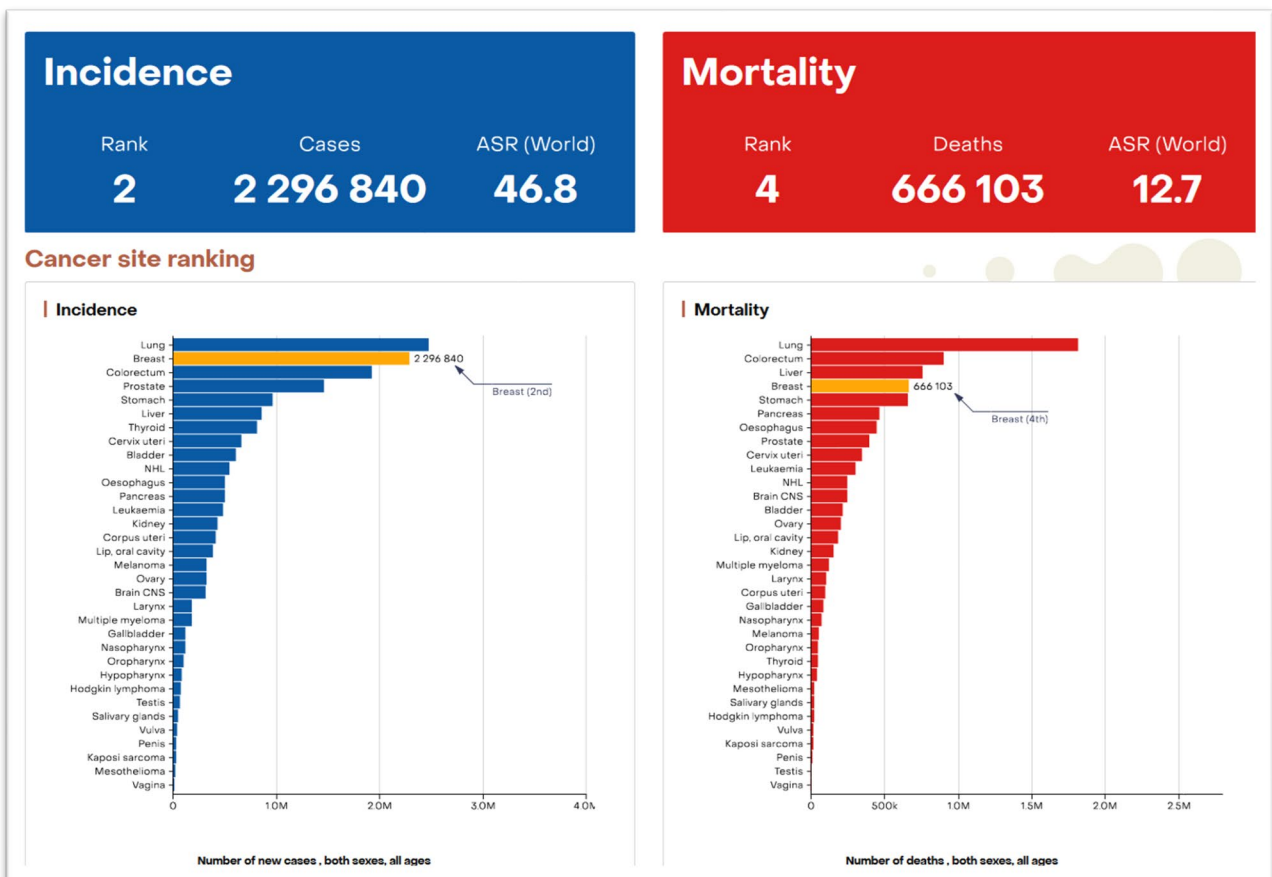 Incidence
Rank Cases ASR (World)
2 2 296 840 46.8
Mortality
Rank Deaths ASR (World)
4 666 103 12.7
Cancer site ranking
Incidence
Lung
Breast 2 296 840
Colorectum
Prostate
Breast (2nd)
Stomach
Liver
Thyroid
Cervix uteri
Bladder
NHL
Oesophagus
Pancreas
Leukaemia
Kidney
Corpus uteri
Lip, oral cavity
Melanoma
Ovary
Brain CNS
Larynx
Multiple myeloma
Gallbladder
Nasopharynx
Oropharynx
Hypopharynx
Hodgkin lymphoma
Testis
Salivary glands
Vulva
Penis
Kaposi sarcoma
Mesothelioma
Vagina
0 1.0M 2.0M 3.0M 4.0M
Number of new cases , both sexes, all ages
Mortality
Lung
Colorectum
Liver
Breast 666 103
Stomach
Breast (4th)
Pancreas
Oesophagus
Prostate
Cervix uteri
Leukaemia
NHL
Brain CNS
Bladder
Ovary
Lip, oral cavity
Kidney
Multiple myeloma
Larynx
Corpus uteri
Gallbladder
Nasopharynx
Melanoma
Oropharynx
Thyroid
Hypopharynx
Mesothelioma
Salivary glands
Hodgkin lymphoma
Vulva
Kaposi sarcoma
Penis
Testis
Vagina
0 500k 1.0M 1.5M 2.0M 2.5M
Number of deaths , both sexes, all ages